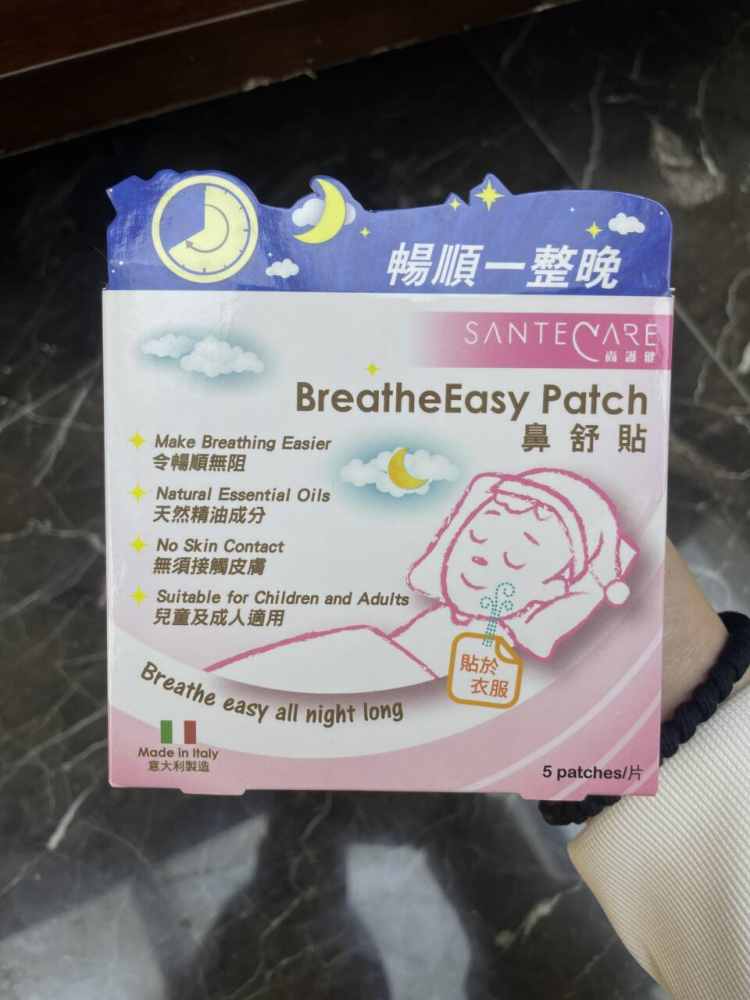 暢順一整晚
SANTECARE
尚護健
BreatheEasy Patch
鼻舒貼
Make Breathing Easier
令暢順無阻
Natural Essential Oils
天然精油成分
No Skin Contact
無須接觸皮膚
Suitable for Children and Adults
兒童及成人適用
貼於
衣服
Breathe easy all night long
Made in Italy
意大利製造
5 patches/片